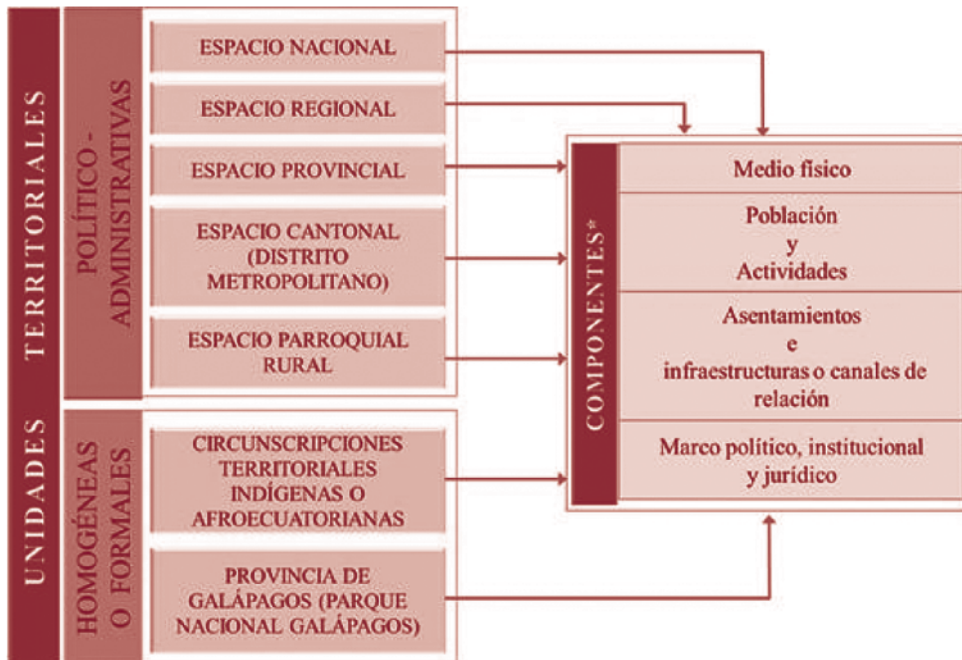 UNIDADES TERRITORIALES
POLÍTICO -
ADMINISTRATIVAS
ESPACIO NACIONAL
ESPACIO REGIONAL
ESPACIO PROVINCIAL
ESPACIO CANTONAL
(DISTRITO
METROPOLITANO)
ESPACIO PARROQUIAL
RURAL
HOMOGÉNEAS
O FORMALES
CIRCUNSCRIPCIONES
TERRITORIALES
INDÍGENAS O
AFROECUATORIANAS
PROVINCIA DE
GALÁPAGOS (PARQUE
NACIONAL GALÁPAGOS)
COMPONENTES*
Medio físico
Población
y
Actividades
Asentamientos
e
infraestructuras o canales de
relación
Marco político, institucional
y jurídico